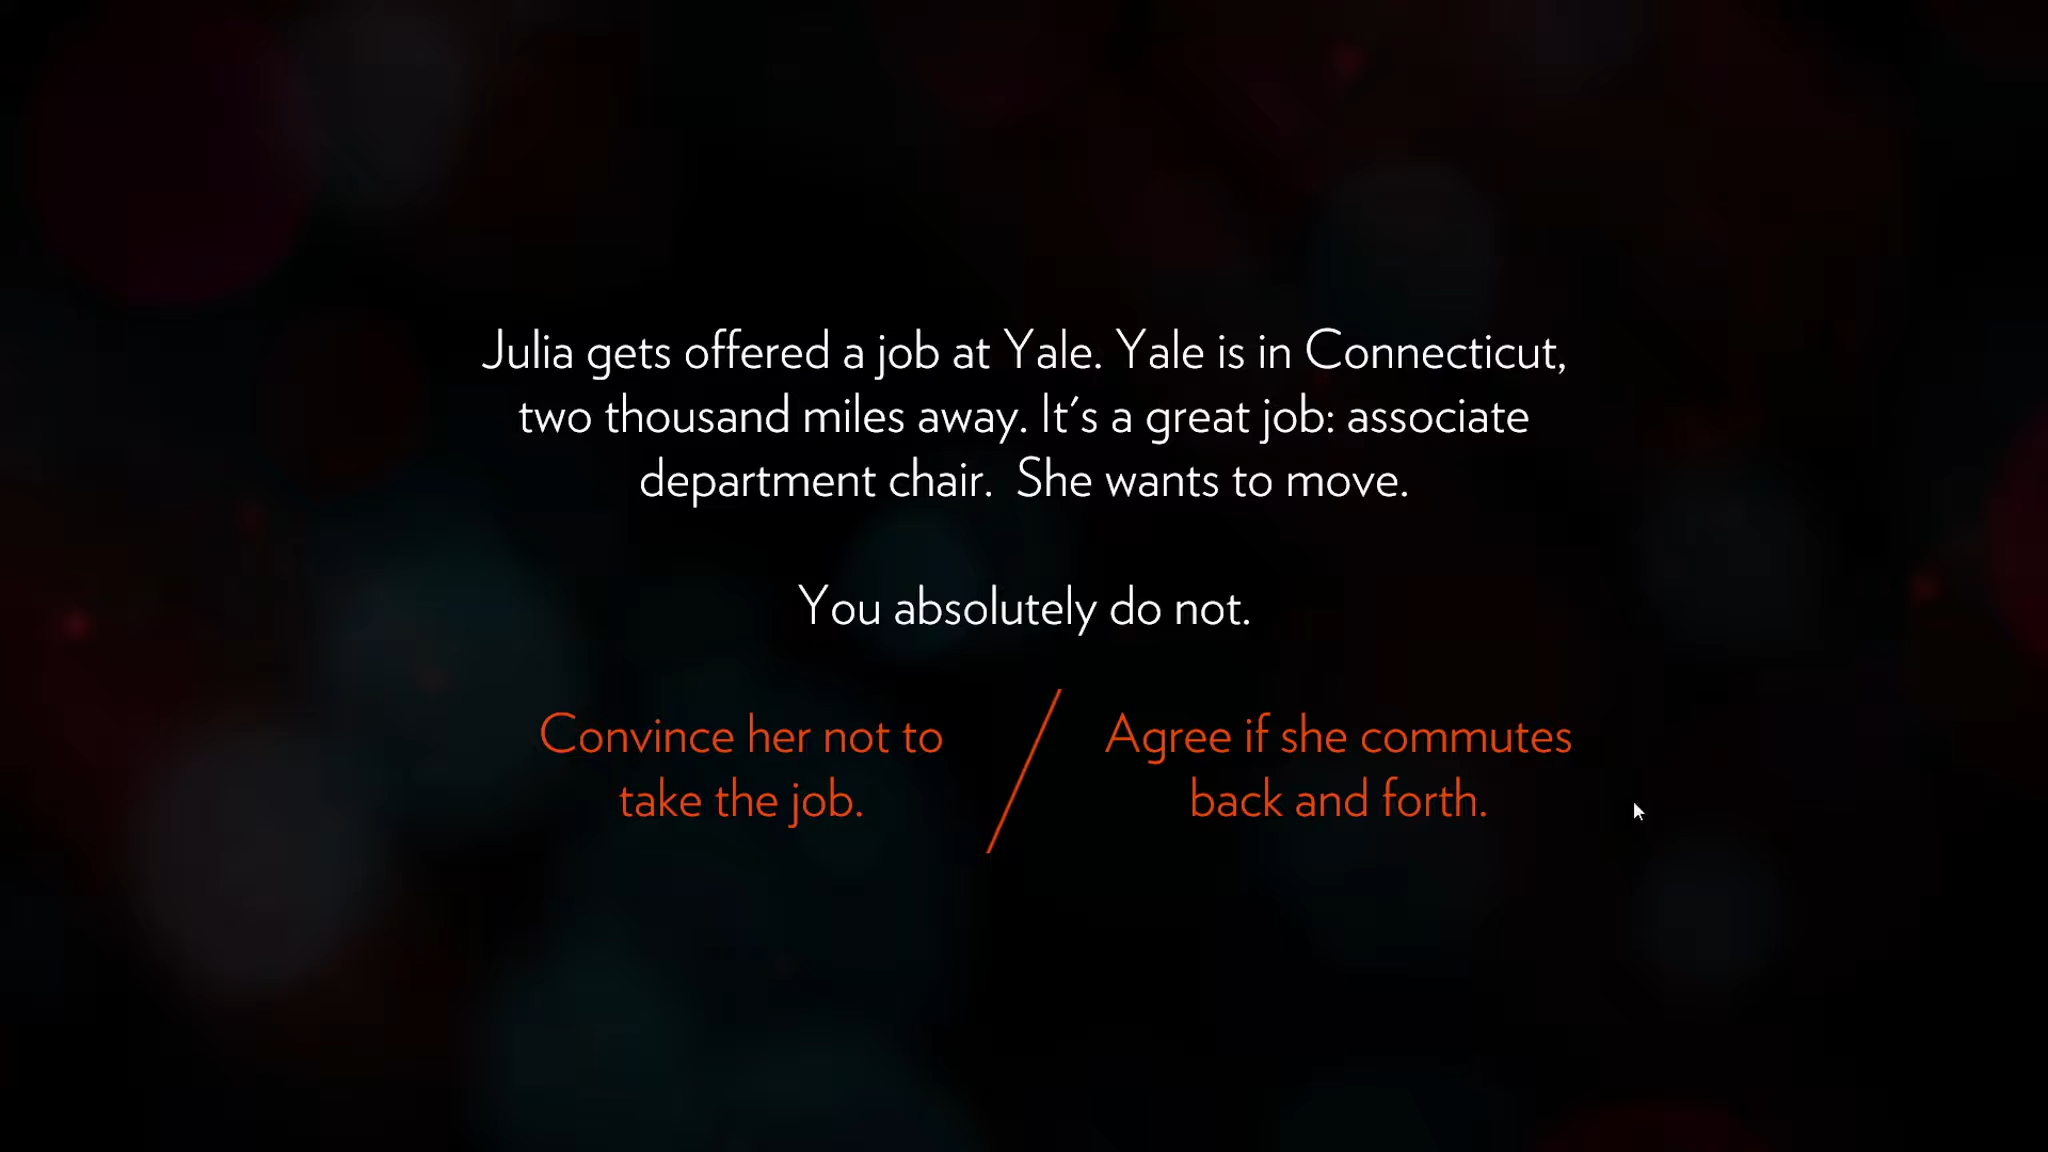 Julia gets offered a job at Yale. Yale is in Connecticut,
two thousand miles away. It's a great job: associate
department chair.  She wants to move.
You absolutely do not.
Convince her not to
take the job.
Agree if she commutes
back and forth.